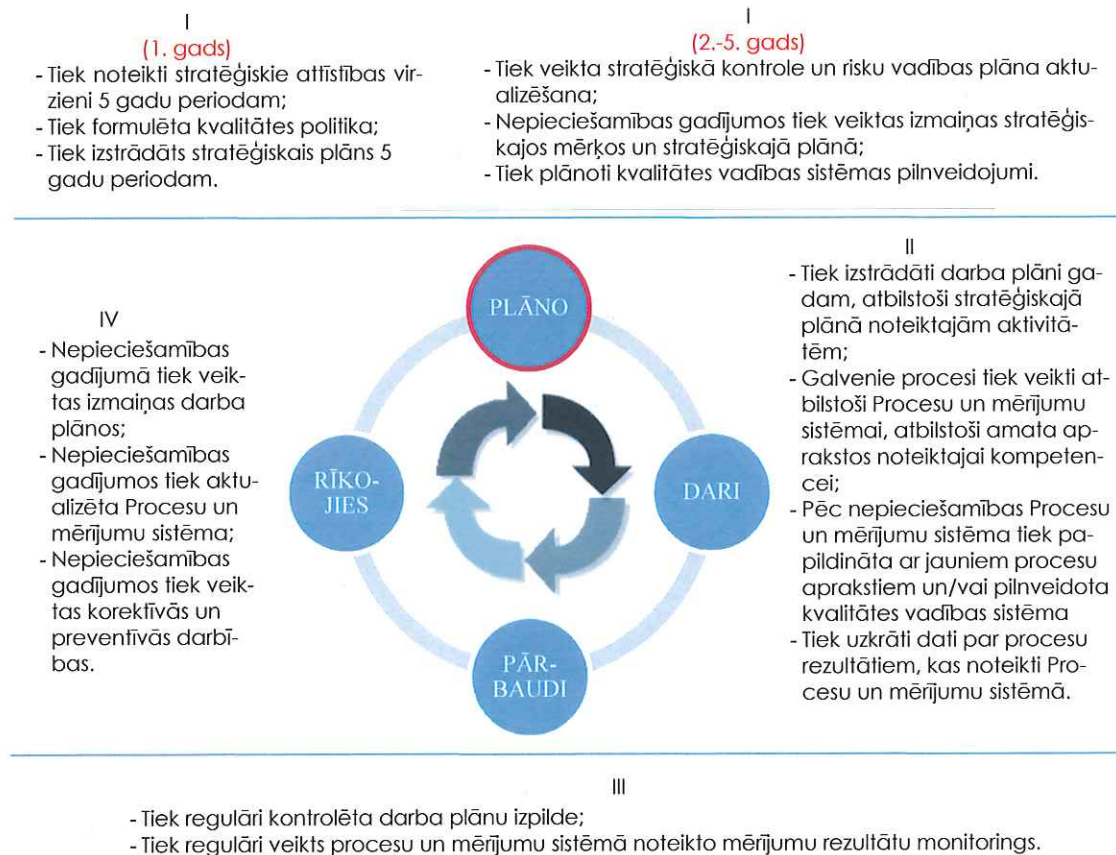 I
(1. gads)
- Tiek noteikti stratēģiskie attīstības vir-
zieni 5 gadu periodam;
- Tiek formulēta kvalitātes politika;
- Tiek izstrādāts stratēģiskais plāns 5
gadu periodam.
I
(2.-5. gads)
- Tiek veikta stratēģiskā kontrole un risku vadības plāna aktu-
alizēšana;
- Nepieciešamības gadījumos tiek veiktas izmaiņas stratēģis-
kajos mērķos un stratēģiskajā plānā;
- Tiek plānoti kvalitātes vadības sistēmas pilnveidojumi.
PLĀNO
II
- Tiek izstrādāti darba plāni ga-
dam, atbilstoši stratēģiskajā
plānā noteiktajām aktivitā-
tēm;
- Galvenie procesi tiek veikti at-
bilstoši Procesu un mērījumu
sistēmai, atbilstoši amata ap-
rakstos noteiktajai kompeten-
cei;
- Pēc nepieciešamības Procesu
un mērījumu sistēma tiek pa-
pildināta ar jauniem procesu
aprakstiem un/vai pilnveidota
kvalitātes vadības sistēma
- Tiek uzkrāti dati par procesu
rezultātiem, kas noteikti Pro-
cesu un mērījumu sistēmā.
DARI
IV
- Nepieciešamības
gadījumā tiek veik-
tas izmaiņas darba
plānos;
- Nepieciešamības
gadījumos tiek aktu-
alizēta Procesu un
mērījumu sistēma;
- Nepieciešamības
gadījumos tiek veik-
tas korektīvās un
preventīvās darbī-
bas.
RĪKO-
JIES
PĀR-
BAUDI
III
- Tiek regulāri kontrolēta darba plānu izpilde;
- Tiek regulāri veikts procesu un mērījumu sistēmā noteikto mērījumu rezultātu monitorings.